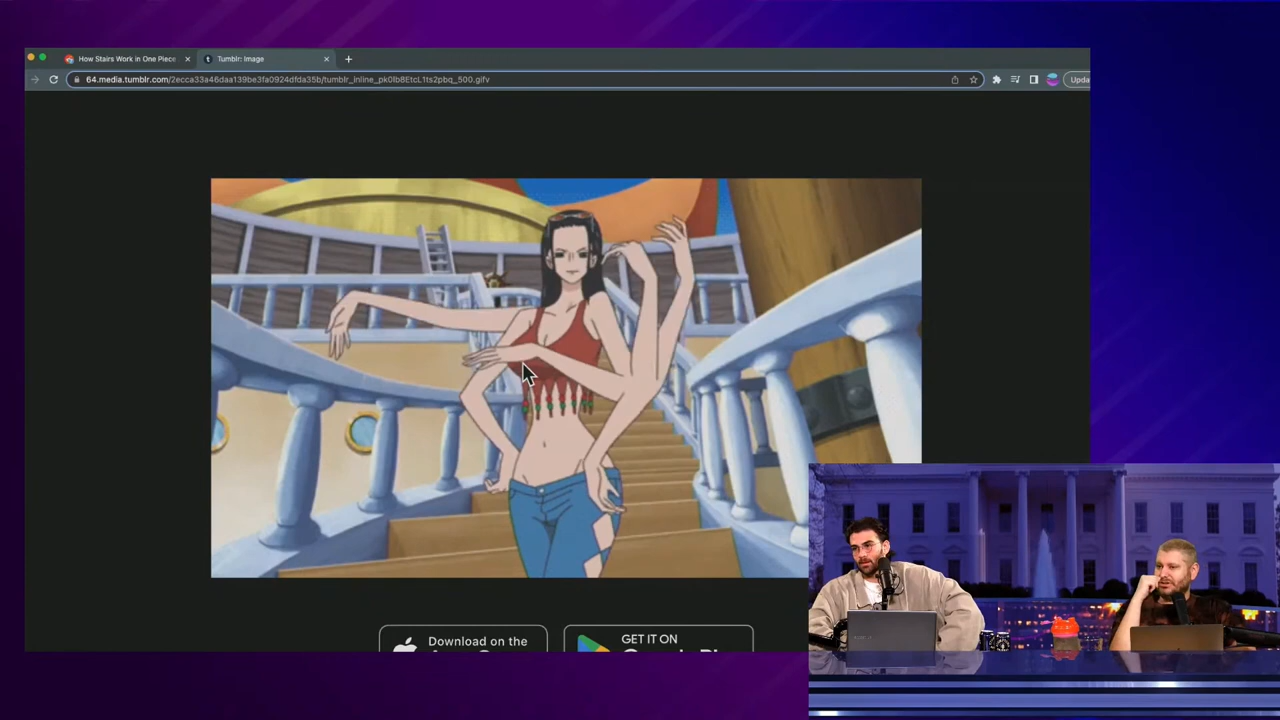 How Stairs Work in One Piece
Tumblr: Image
64.media.tumblr.com/2ecca33a46daa139be3fa0924dfda35b/tumblr_inline_pk0lb8EtcL1ts2pbq_500.gifv
Upda
Download on the
GET IT ON